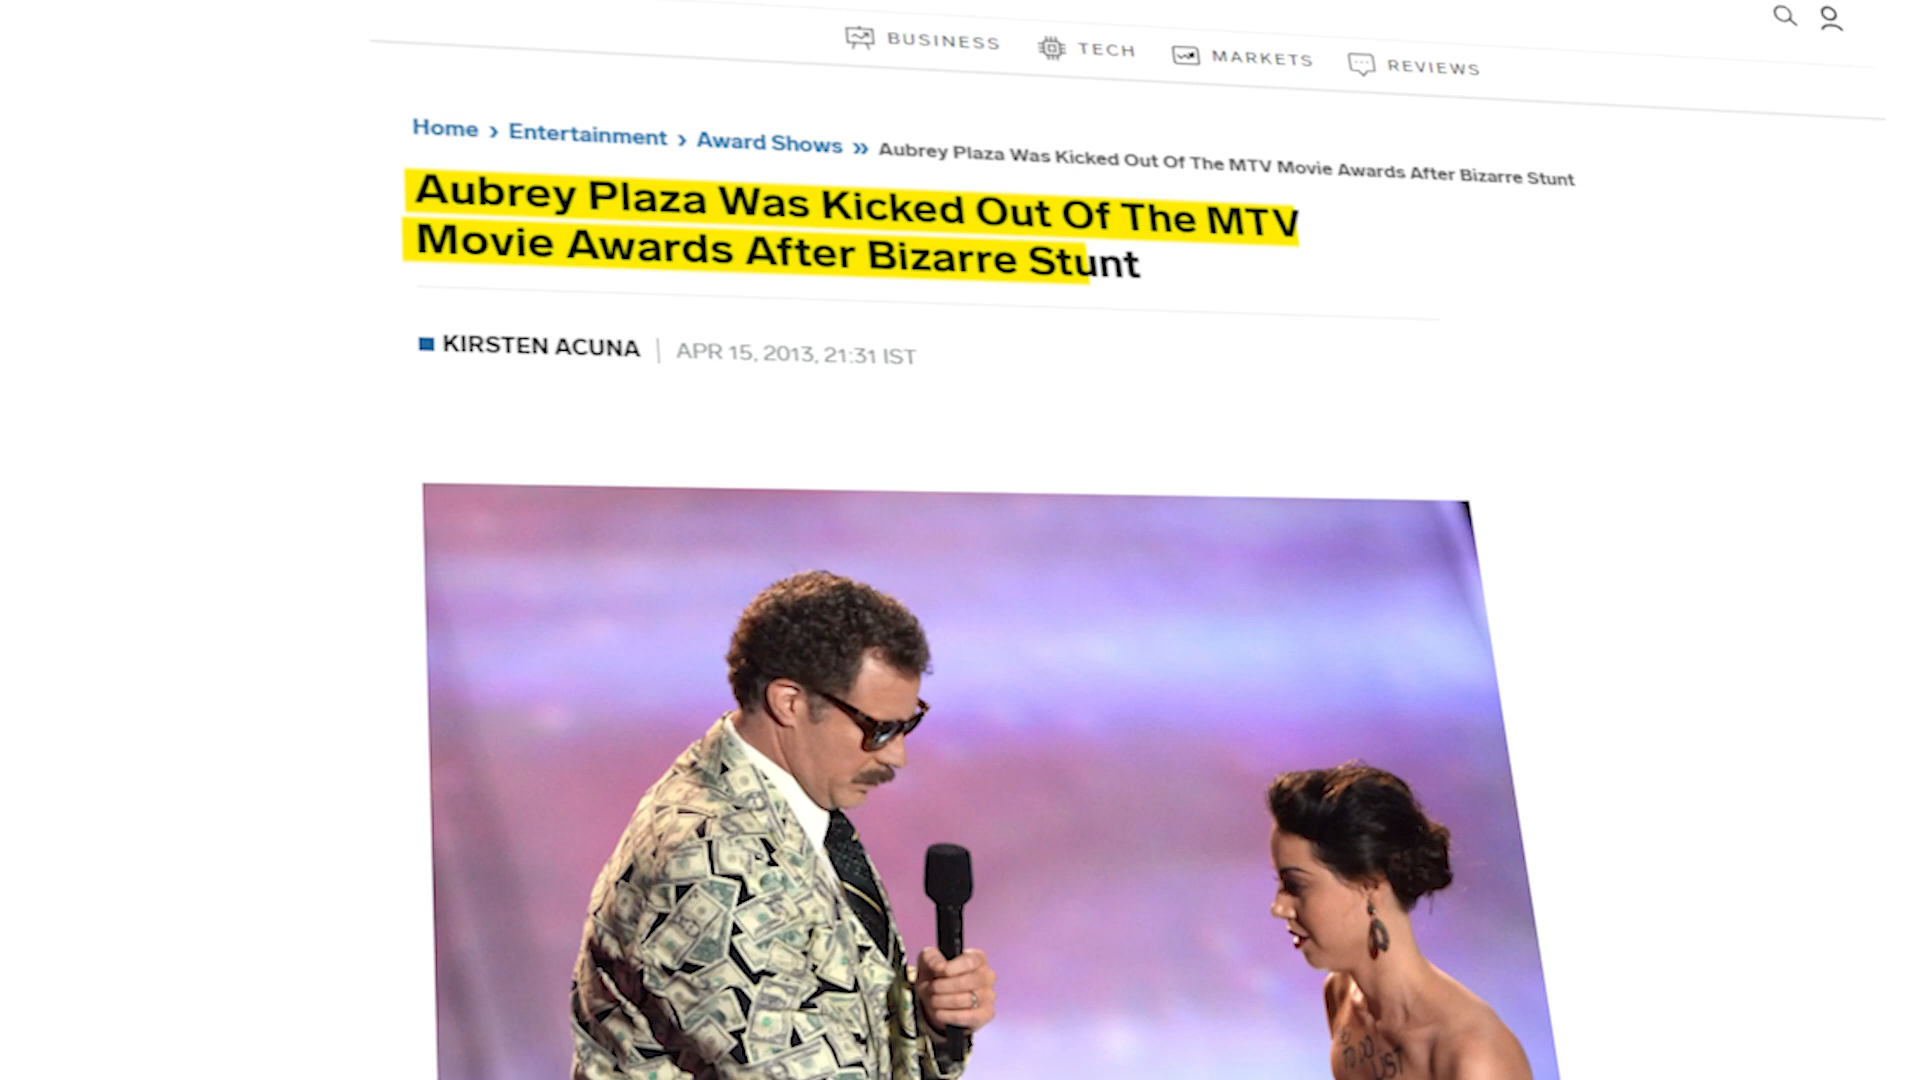 BUSINESS TECH MARKETS REVIEWS
Home › Entertainment › Award Shows » Aubrey Plaza Was Kicked Out Of The MTV Movie Awards After Bizarre Stunt
Aubrey Plaza Was Kicked Out Of The MTV
Movie Awards After Bizarre Stunt
KIRSTEN ACUNA | APR 15, 2013, 21:31 IST